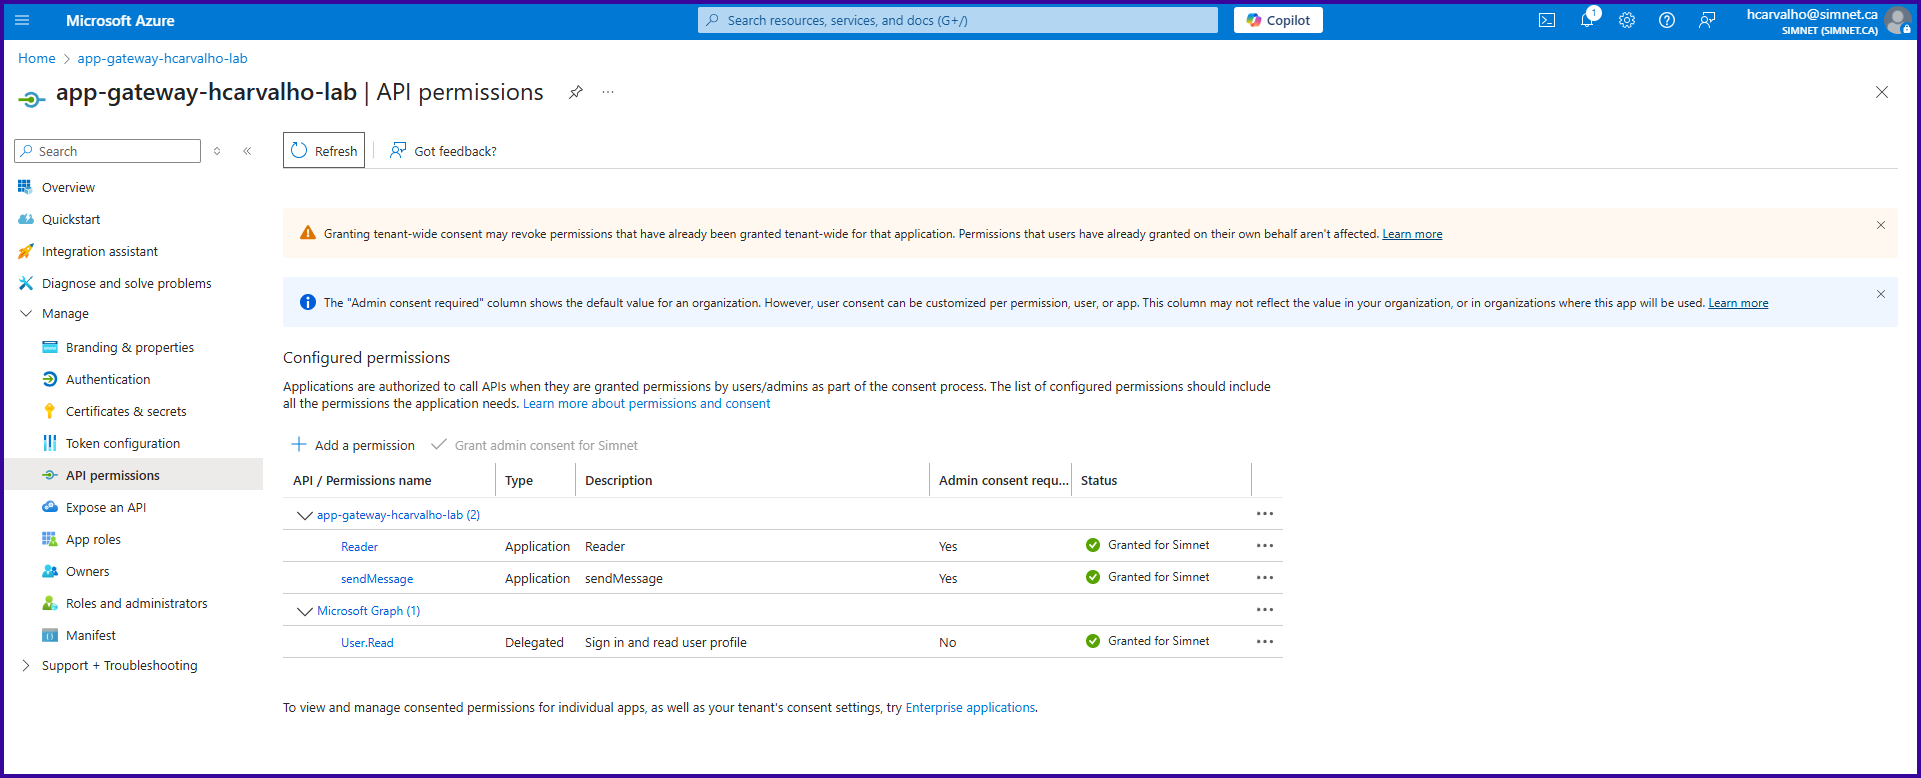 Microsoft Azure
Search resources, services, and docs (G+/)
Copilot
1
hcarvalho@simnet.ca
SIMNET (SIMNET.CA)
Home > app-gateway-hcarvalho-lab
app-gateway-hcarvalho-lab | API permissions
Search
Refresh
Got feedback?
Overview
Quickstart
Integration assistant
Diagnose and solve problems
Manage
Branding & properties
Authentication
Certificates & secrets
Token configuration
API permissions
Expose an API
App roles
Owners
Roles and administrators
Manifest
Support + Troubleshooting
Granting tenant-wide consent may revoke permissions that have already been granted tenant-wide for that application. Permissions that users have already granted on their own behalf aren't affected. Learn more
The "Admin consent required" column shows the default value for an organization. However, user consent can be customized per permission, user, or app. This column may not reflect the value in your organization, or in organizations where this app will be used. Learn more
Configured permissions
Applications are authorized to call APIs when they are granted permissions by users/admins as part of the consent process. The list of configured permissions should include
all the permissions the application needs. Learn more about permissions and consent
Add a permission
Grant admin consent for Simnet
API / Permissions name Type Description Admin consent requ... Status
app-gateway-hcarvalho-lab (2)
Reader Application Reader Yes Granted for Simnet
sendMessage Application sendMessage Yes Granted for Simnet
Microsoft Graph (1)
User.Read Delegated Sign in and read user profile No Granted for Simnet
To view and manage consented permissions for individual apps, as well as your tenant's consent settings, try Enterprise applications.